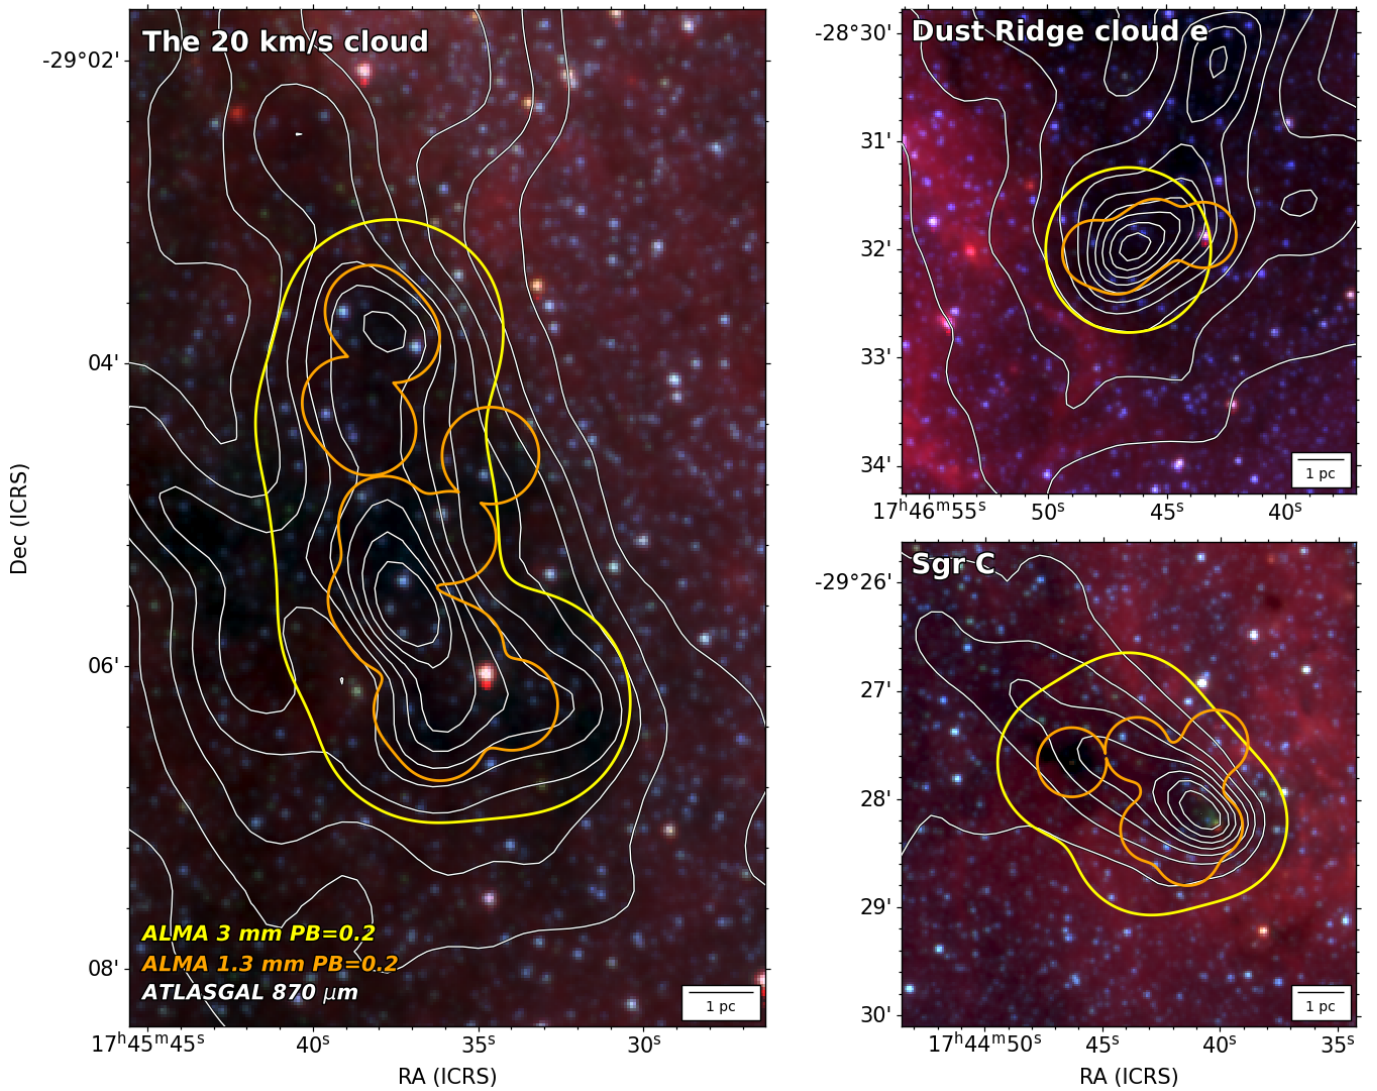 The 20 km/s cloud
-29°02'
04'
06'
08'
Dec (ICRS)
ALMA 3 mm PB=0.2
ALMA 1.3 mm PB=0.2
ATLASGAL 870 μm
1 pc
17ʰ45ᵐ45ˢ
40ˢ
35ˢ
30ˢ
RA (ICRS)
Dust Ridge cloud e
-28°30'
31'
32'
33'
34'
1 pc
17ʰ46ᵐ55ˢ
50ˢ
45ˢ
40ˢ
Sgr C
-29°26'
27'
28'
29'
30'
1 pc
17ʰ44ᵐ50ˢ
45ˢ
40ˢ
35ˢ
RA (ICRS)